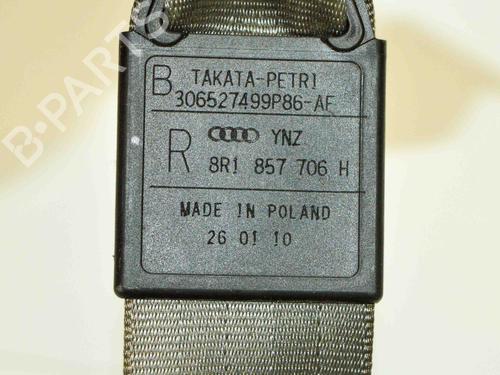 B TAKATA-PETRI
306527499P86-AF
R YNZ
8R1 857 706 H
MADE IN POLAND
26 01 10
B-PARTS